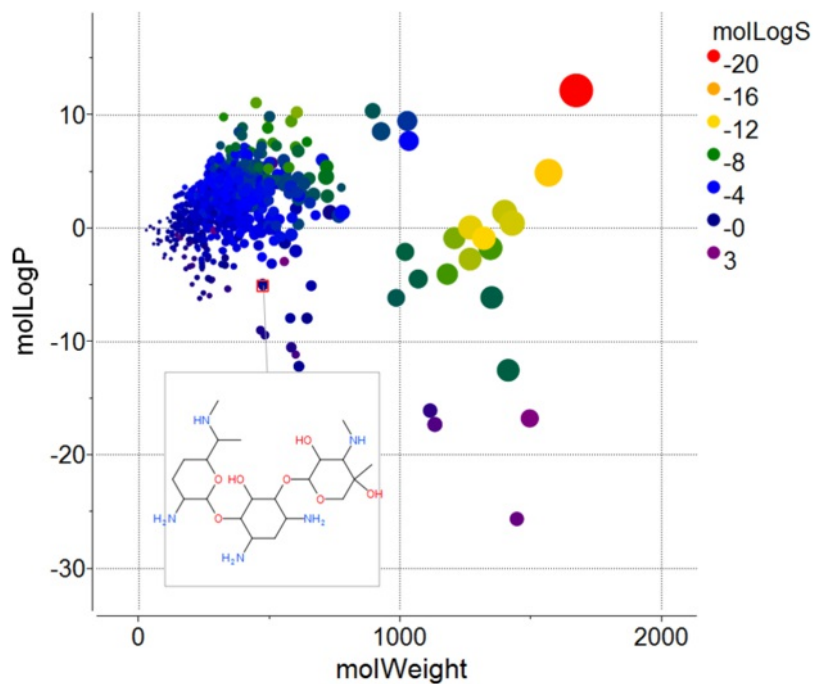 molLogS
-20
-16
-12
-8
-4
-0
3
10
0
-10
-20
-30
molLogP
HN
HO
NH
O
HO
O
O
OH
H₂N
O
NH₂
H₂N
0
1000
2000
molWeight